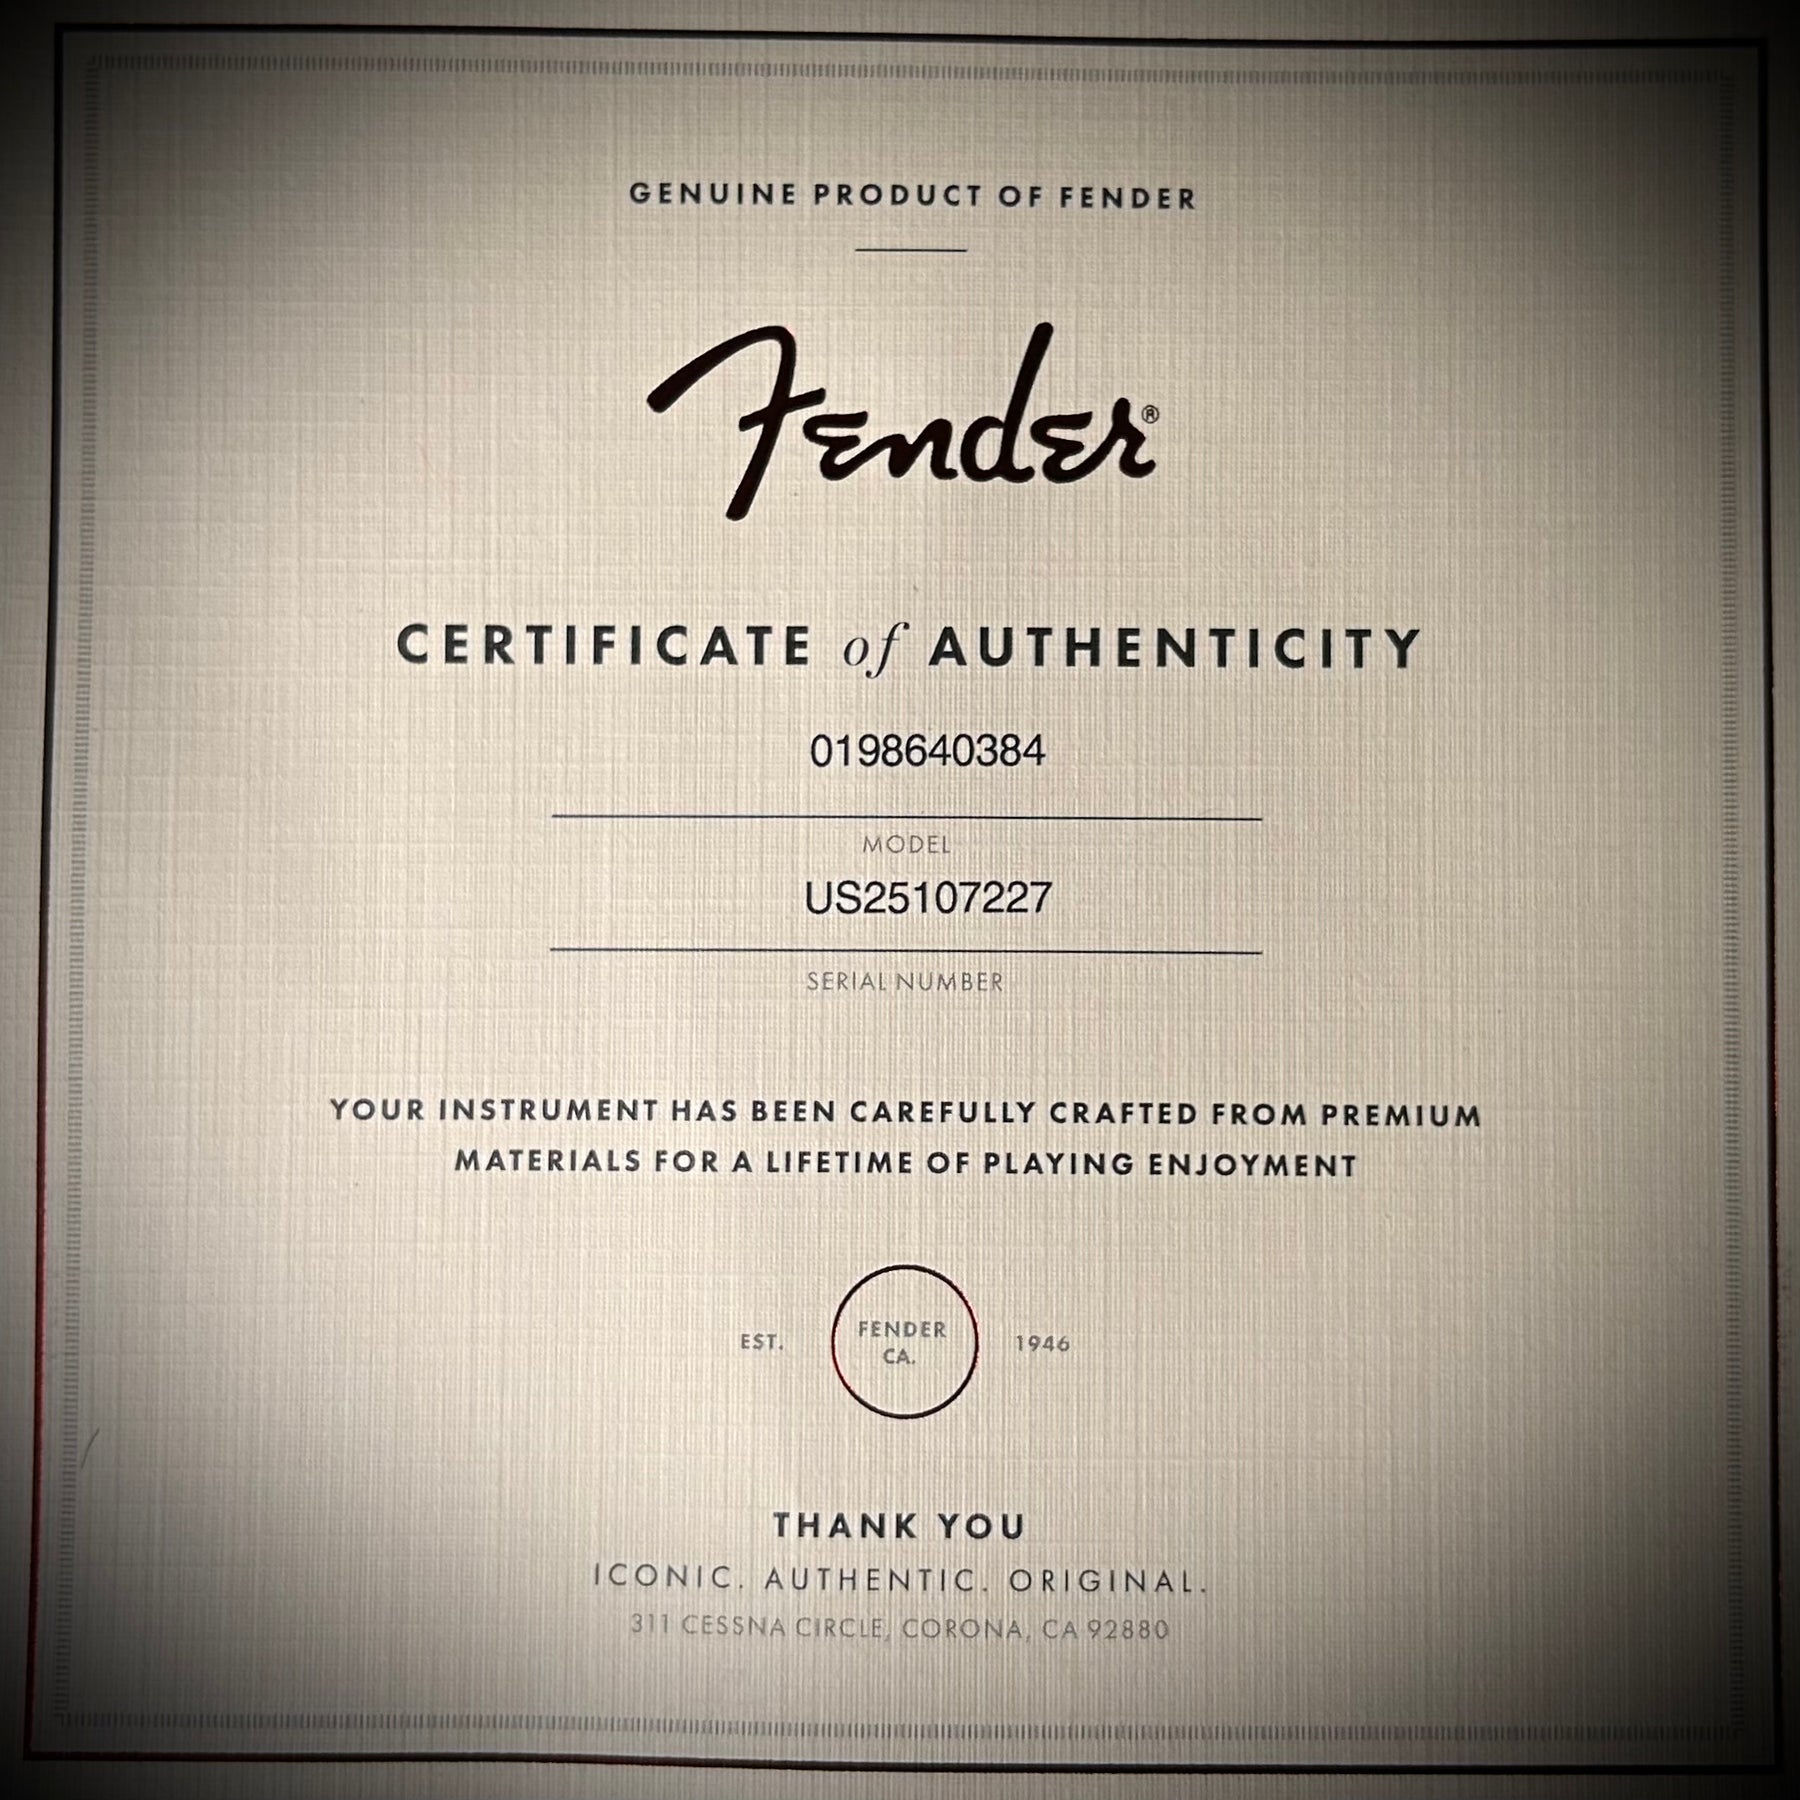 GENUINE PRODUCT OF FENDER
Fender®
CERTIFICATE of AUTHENTICITY
0198640384
MODEL
US25107227
SERIAL NUMBER
YOUR INSTRUMENT HAS BEEN CAREFULLY CRAFTED FROM PREMIUM
MATERIALS FOR A LIFETIME OF PLAYING ENJOYMENT
EST. FENDER CA. 1946
THANK YOU
ICONIC. AUTHENTIC. ORIGINAL.
311 CESSNA CIRCLE, CORONA, CA 92880